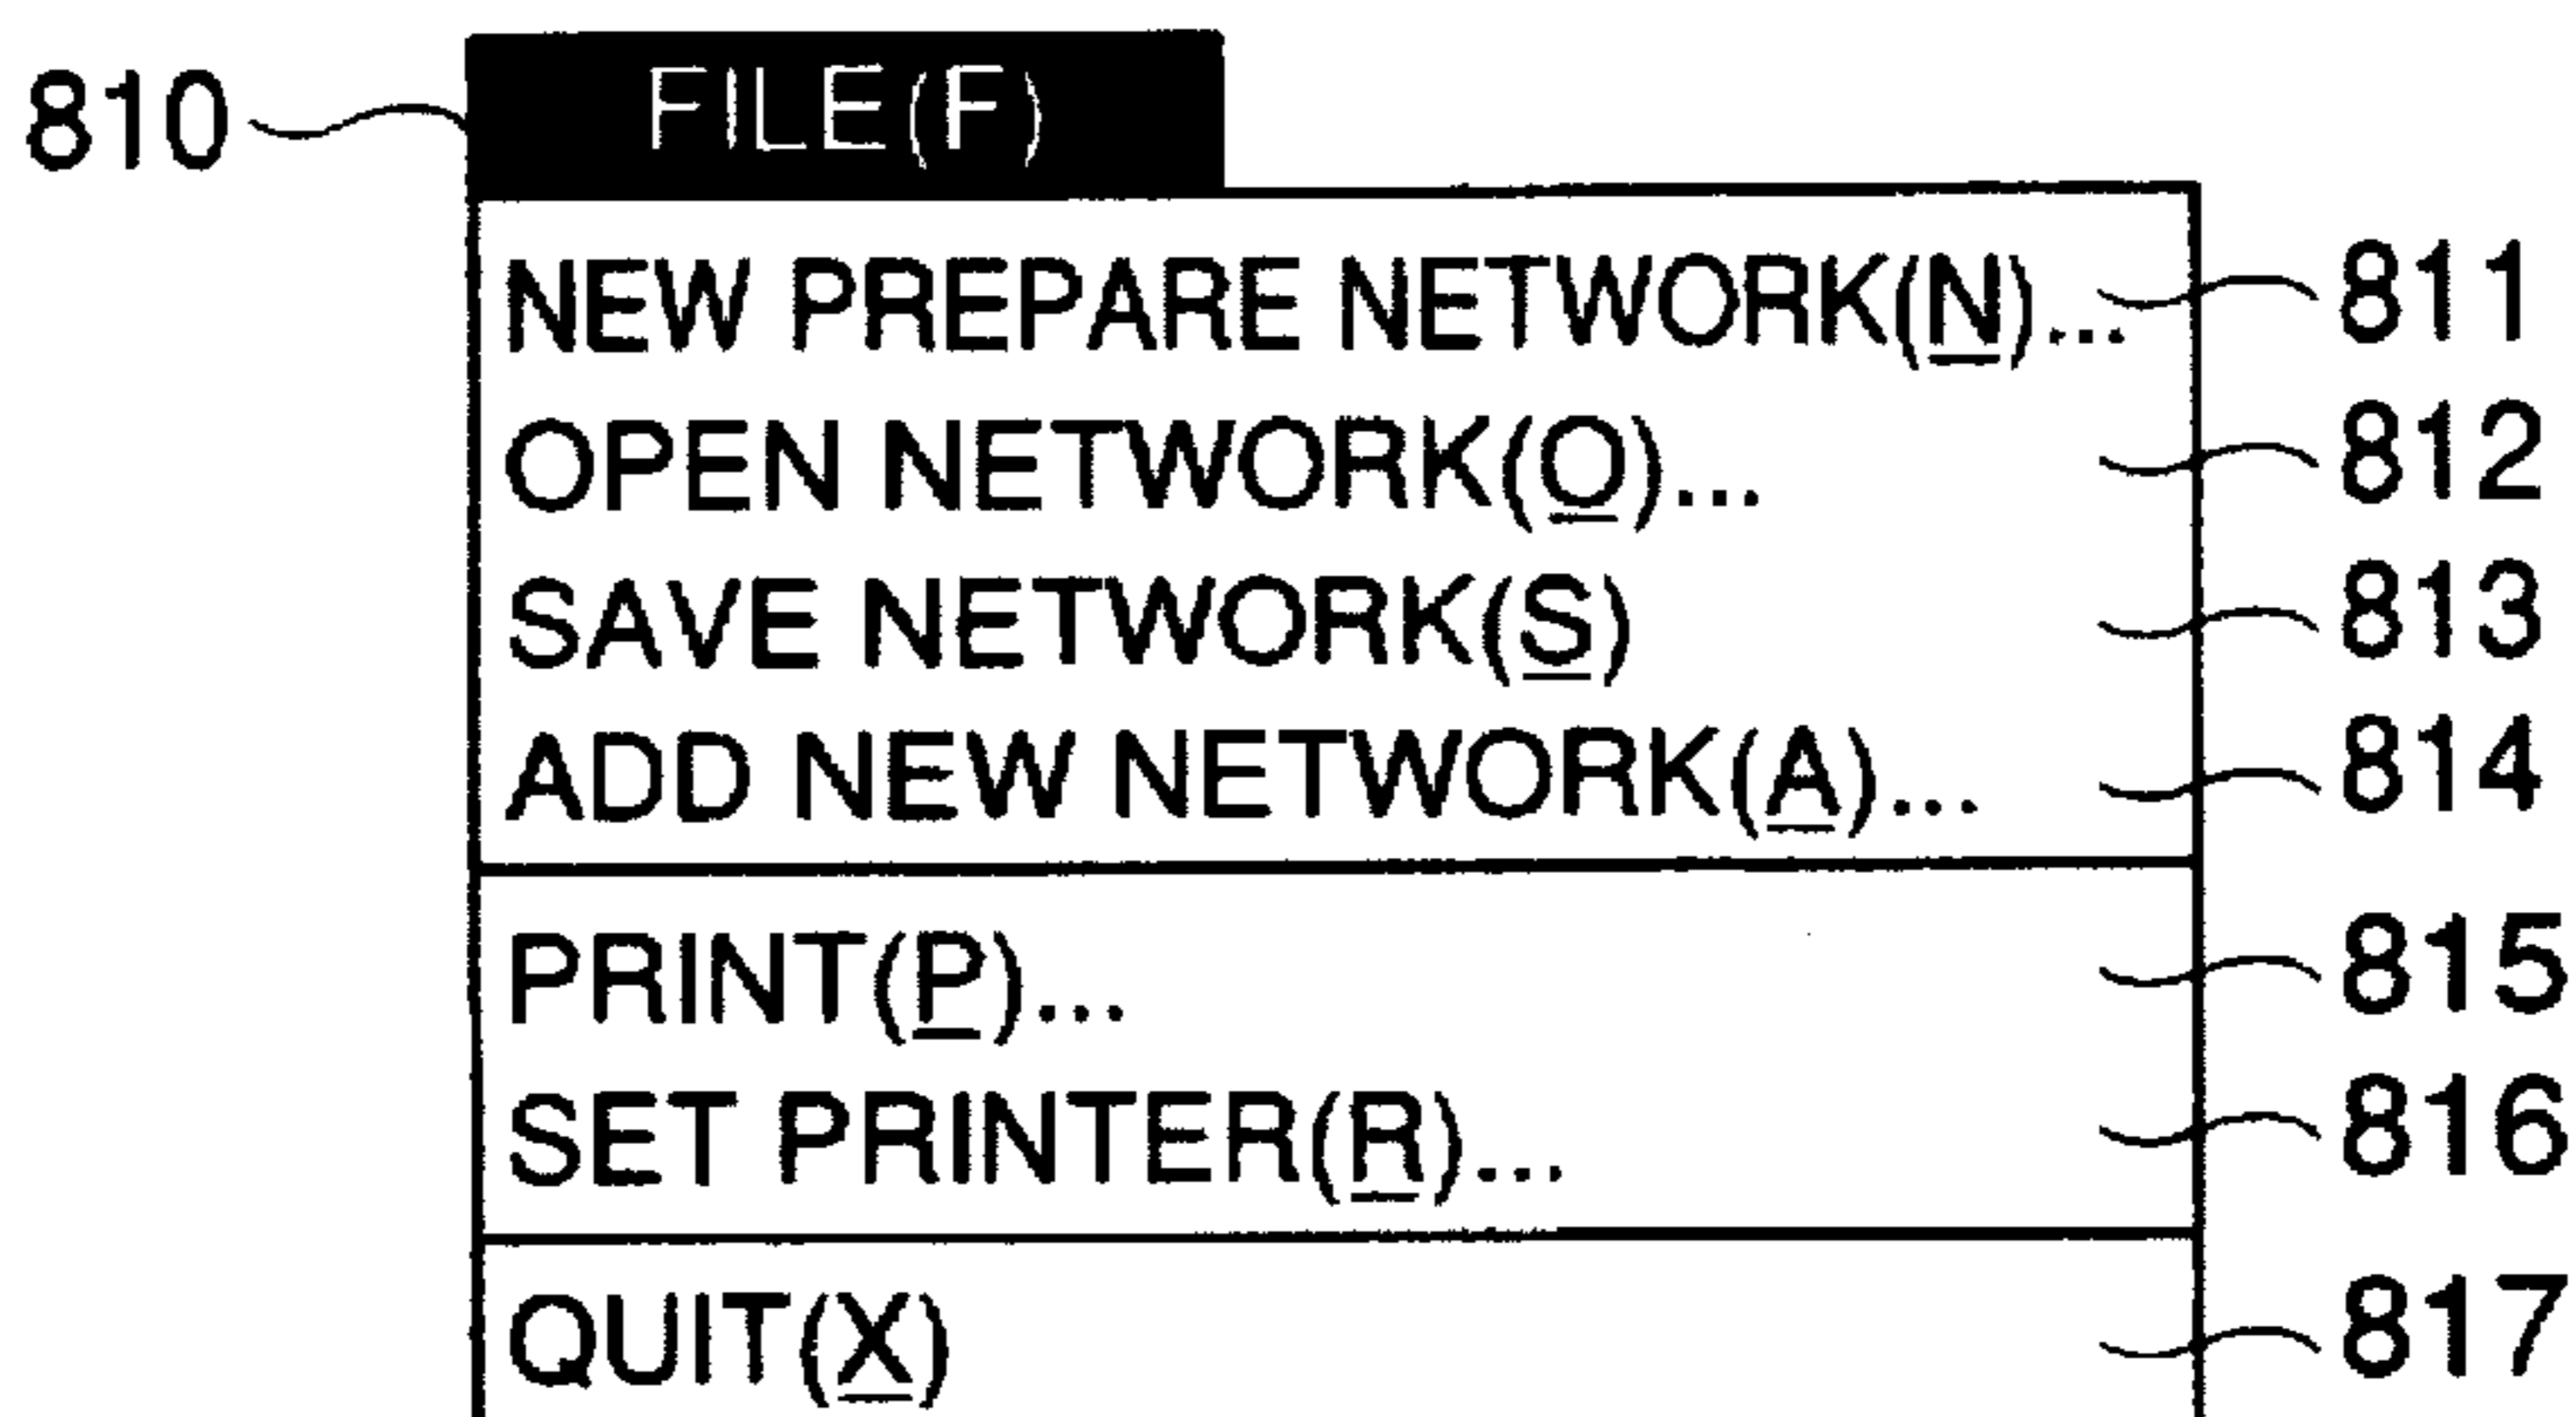 810 FILE(F)
NEW PREPARE NETWORK(N)... 811
OPEN NETWORK(O)... 812
SAVE NETWORK(S) 813
ADD NEW NETWORK(A)... 814
PRINT(P)... 815
SET PRINTER(R)... 816
QUIT(X) 817